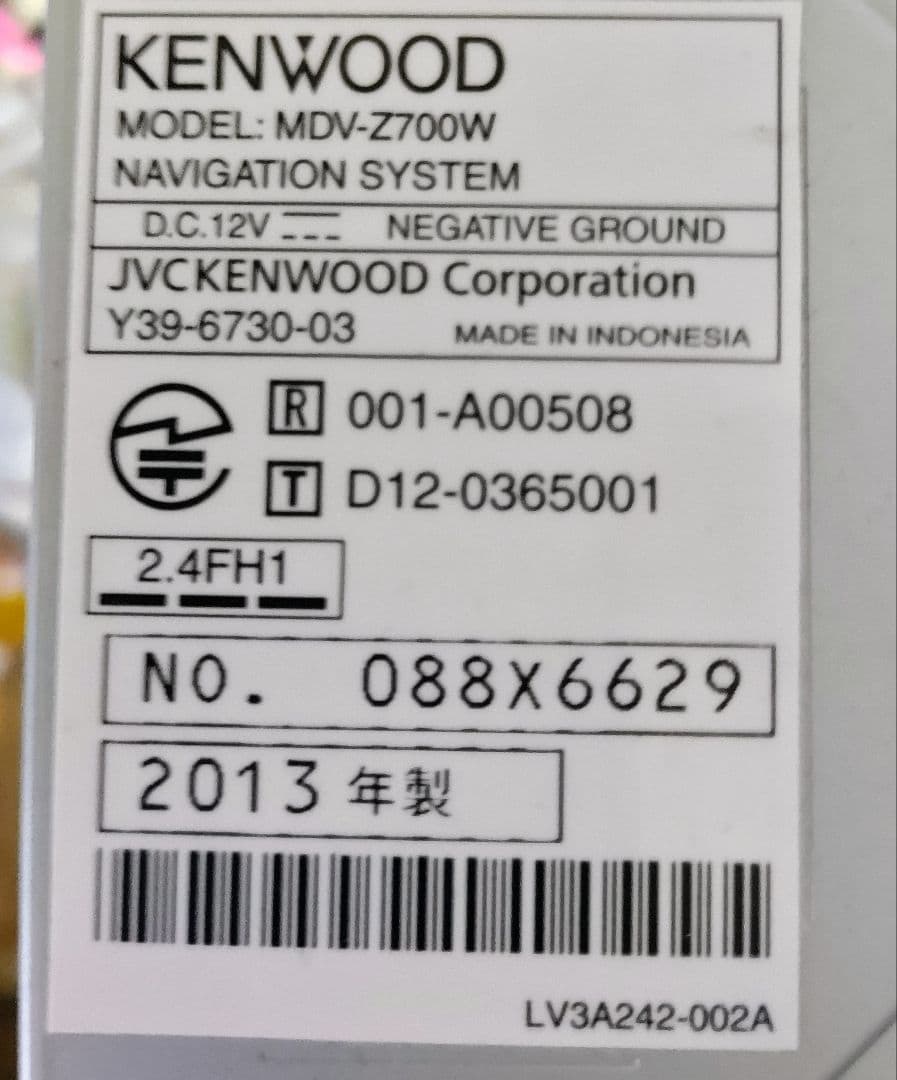 KENWOOD
MODEL: MDV-Z700W
NAVIGATION SYSTEM
D.C.12V NEGATIVE GROUND
JVCKENWOOD Corporation
Y39-6730-03 MADE IN INDONESIA
R 001-A00508
T D12-0365001
2.4FH1
NO. 088X6629
2013 年製
LV3A242-002A